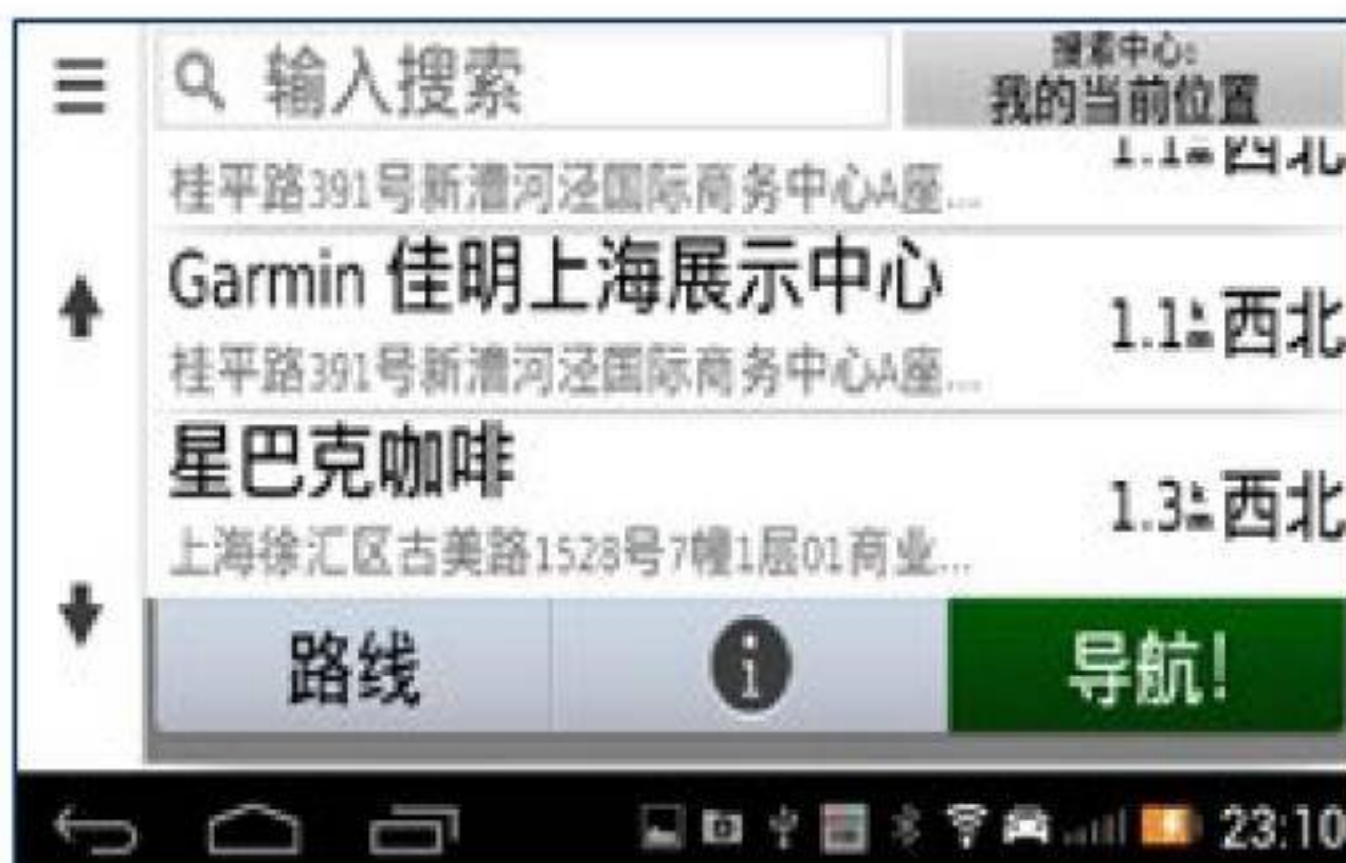 输入搜索
搜索中心:
我的当前位置
1.1 西北
桂平路391号新漕河泾国际商务中心A座...
Garmin 佳明上海展示中心
1.1 西北
桂平路391号新漕河泾国际商务中心A座...
星巴克咖啡
1.3 西北
上海徐汇区古美路1528号7幢1层01商业...
路线
导航!
23:10